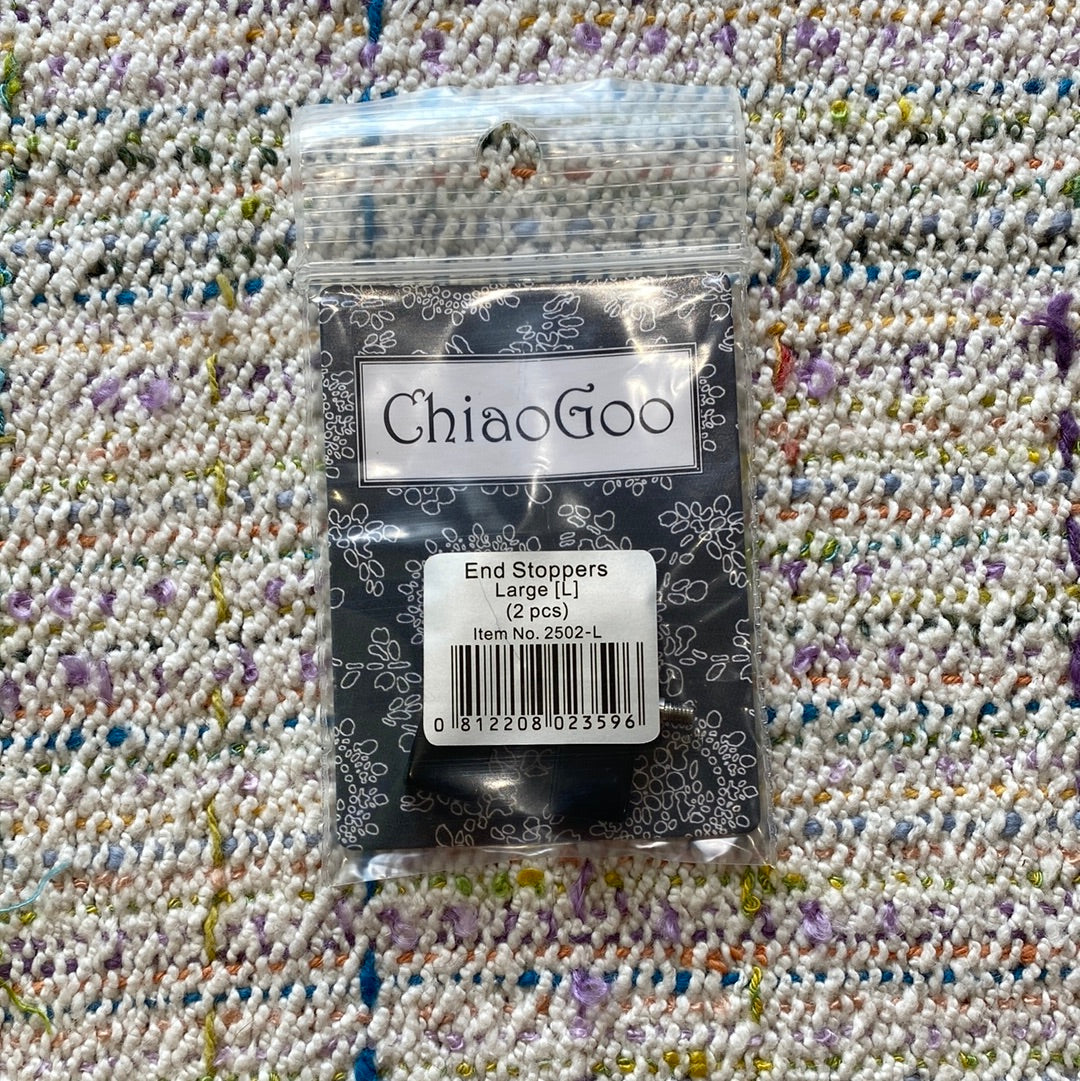 ChiaoGoo
End Stoppers
Large [L]
(2 pcs)
Item No. 2502-L
0 812208 023596